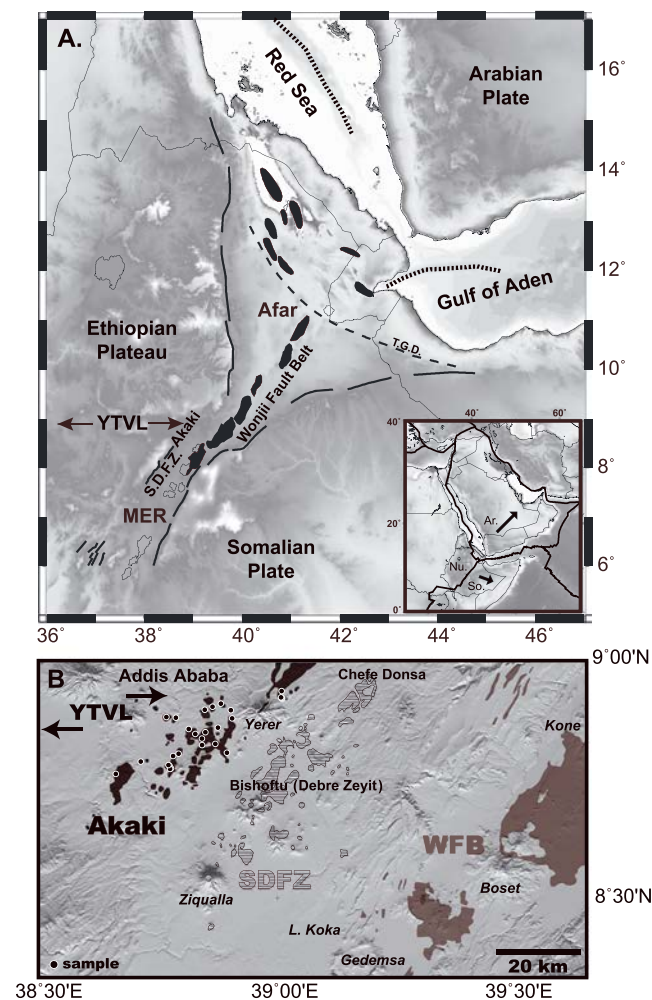 A.
Red Sea
Arabian
Plate
16°
14°
12°
10°
8°
6°
Gulf of Aden
Afar
Ethiopian
Plateau
T.G.D.
Wonji Fault Belt
YTVL
S.D.F.Z.
Akaki
MER
Somalian
Plate
40°
40°
60°
20°
0°
Ar.
Nu.
So.
36°
38°
40°
42°
44°
46°
B
Addis Ababa
Chefe Donsa
9°00'N
YTVL
Yerer
Kone
Bishoftu (Debre Zeyit)
Akaki
WFB
SDFZ
Boset
8°30'N
Ziqualla
L. Koka
Gedemsa
sample
20 km
38°30'E
39°00'E
39°30'E